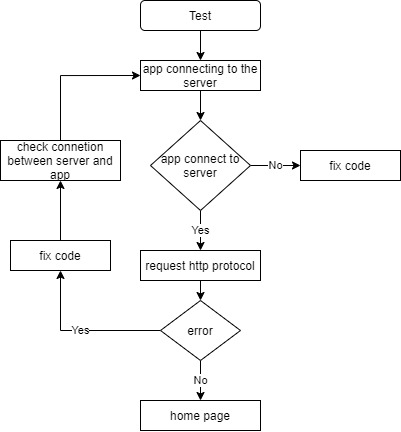 Test
app connecting to the
server
app connect to
server
No
fix code
check connetion
between server and
app
Yes
request http protocol
fix code
error
Yes
No
home page